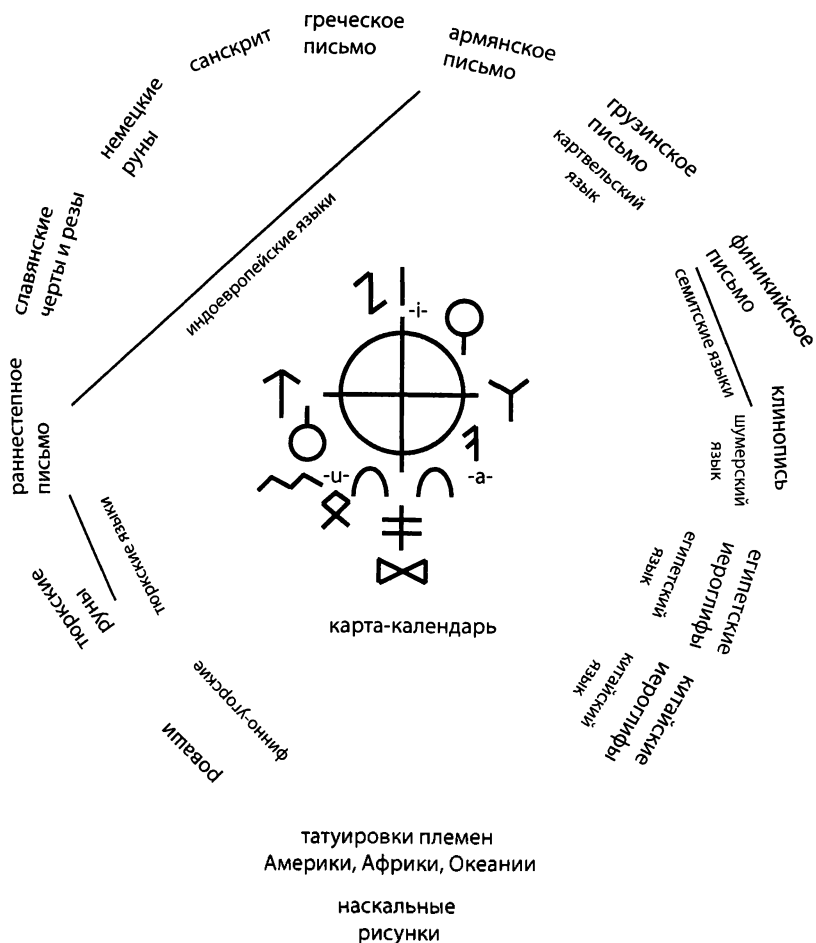 греческое
письмо
армянское
письмо
санскрит
немецкие
руны
славянские
черты и резы
индоевропейские языки
грузинское
письмо
картвельский
язык
финикийское
письмо
семитские языки
клинопись
шумерский
язык
раннестепное
письмо
-i-
-u-
-a-
тюркские языки
тюркские
руны
египетские
иероглифы
египетский
язык
китайские
иероглифы
китайский
язык
карта-календарь
финно-угорские
роваши
татуировки племен
Америки, Африки, Океании
наскальные
рисунки